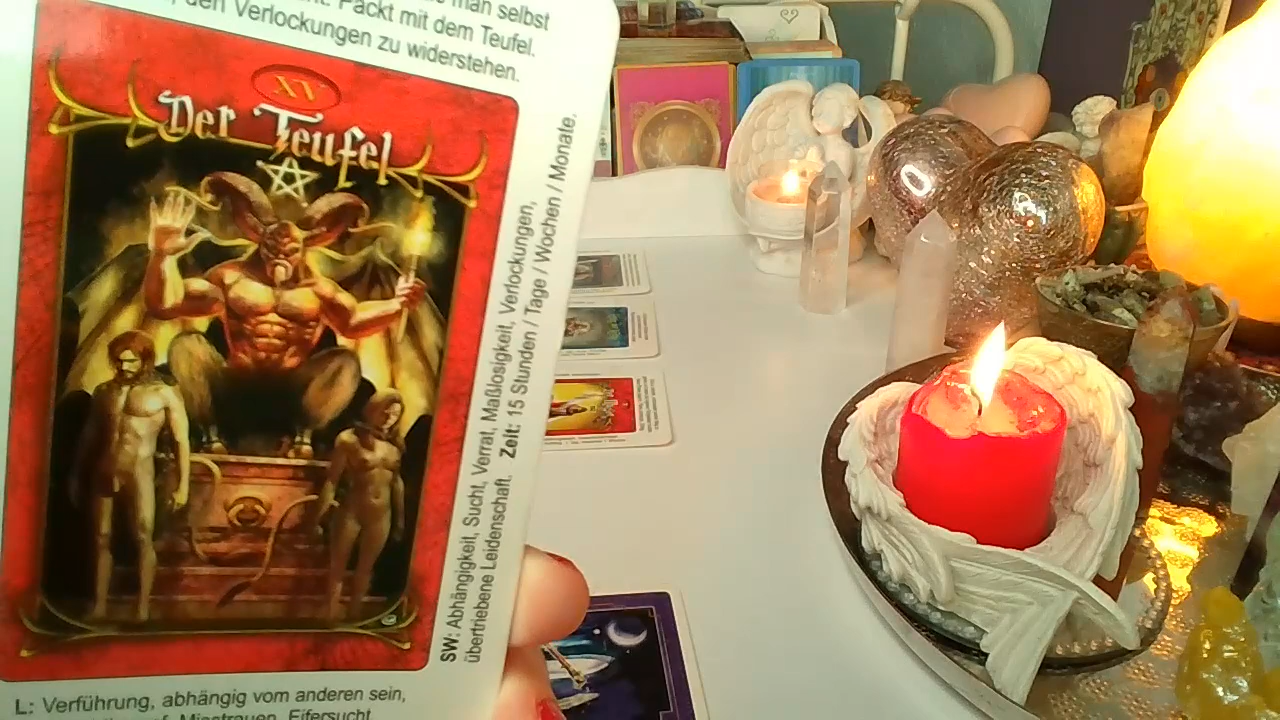 man selbst
Packt mit dem Teufel.
den Verlockungen zu widerstehen.
XV
Der Teufel
SW: Abhängigkeit, Sucht, Verrat, Maßlosigkeit, Verlockungen,
übertriebene Leidenschaft. Zeit: 15 Stunden / Tage / Wochen / Monate.
L: Verführung, abhängig vom anderen sein,
Misstrauen, Eifersucht